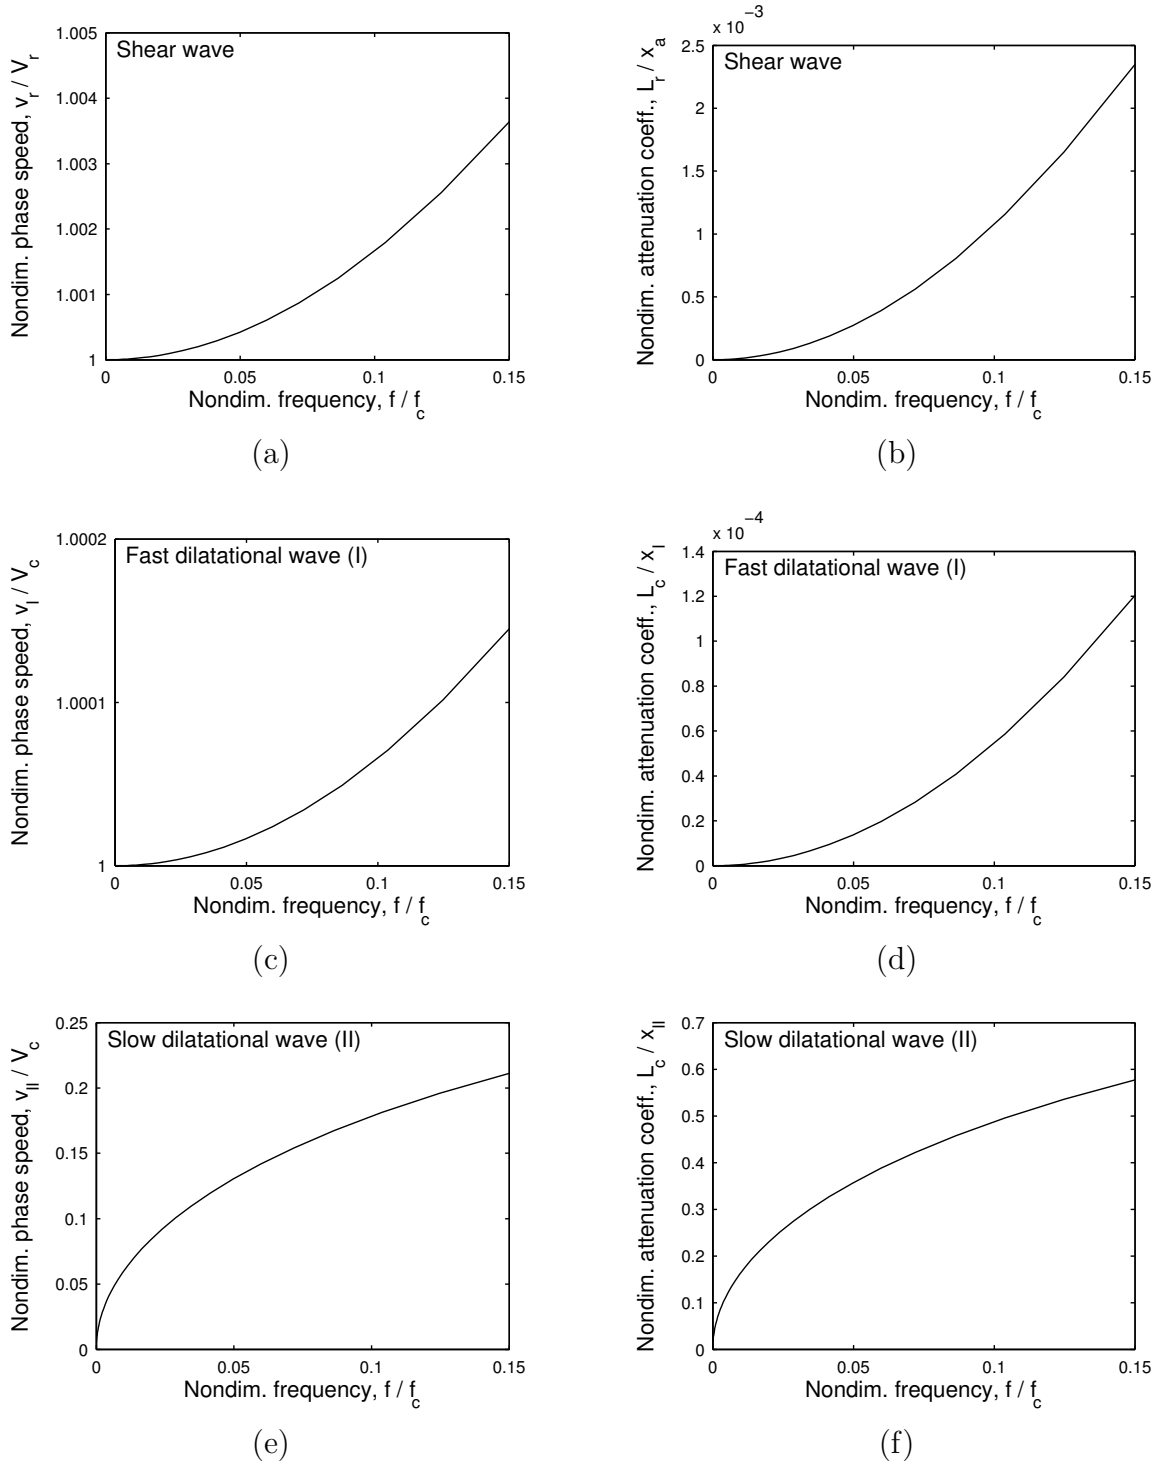 Shear wave
Nondim. phase speed, v_r / V_r
1.005
1.004
1.003
1.002
1.001
1
0 0.05 0.1 0.15
Nondim. frequency, f / f_c
(a)
x 10^-3
Shear wave
Nondim. attenuation coeff., L_r / x_a
2.5
2
1.5
1
0.5
0
0 0.05 0.1 0.15
Nondim. frequency, f / f_c
(b)
Fast dilatational wave (I)
Nondim. phase speed, v_I / V_c
1.0002
1.0001
1
0 0.05 0.1 0.15
Nondim. frequency, f / f_c
(c)
x 10^-4
Fast dilatational wave (I)
Nondim. attenuation coeff., L_c / x_I
1.4
1.2
1
0.8
0.6
0.4
0.2
0
0 0.05 0.1 0.15
Nondim. frequency, f / f_c
(d)
Slow dilatational wave (II)
Nondim. phase speed, v_II / V_c
0.25
0.2
0.15
0.1
0.05
0
0 0.05 0.1 0.15
Nondim. frequency, f / f_c
(e)
Slow dilatational wave (II)
Nondim. attenuation coeff., L_c / x_II
0.7
0.6
0.5
0.4
0.3
0.2
0.1
0
0 0.05 0.1 0.15
Nondim. frequency, f / f_c
(f)